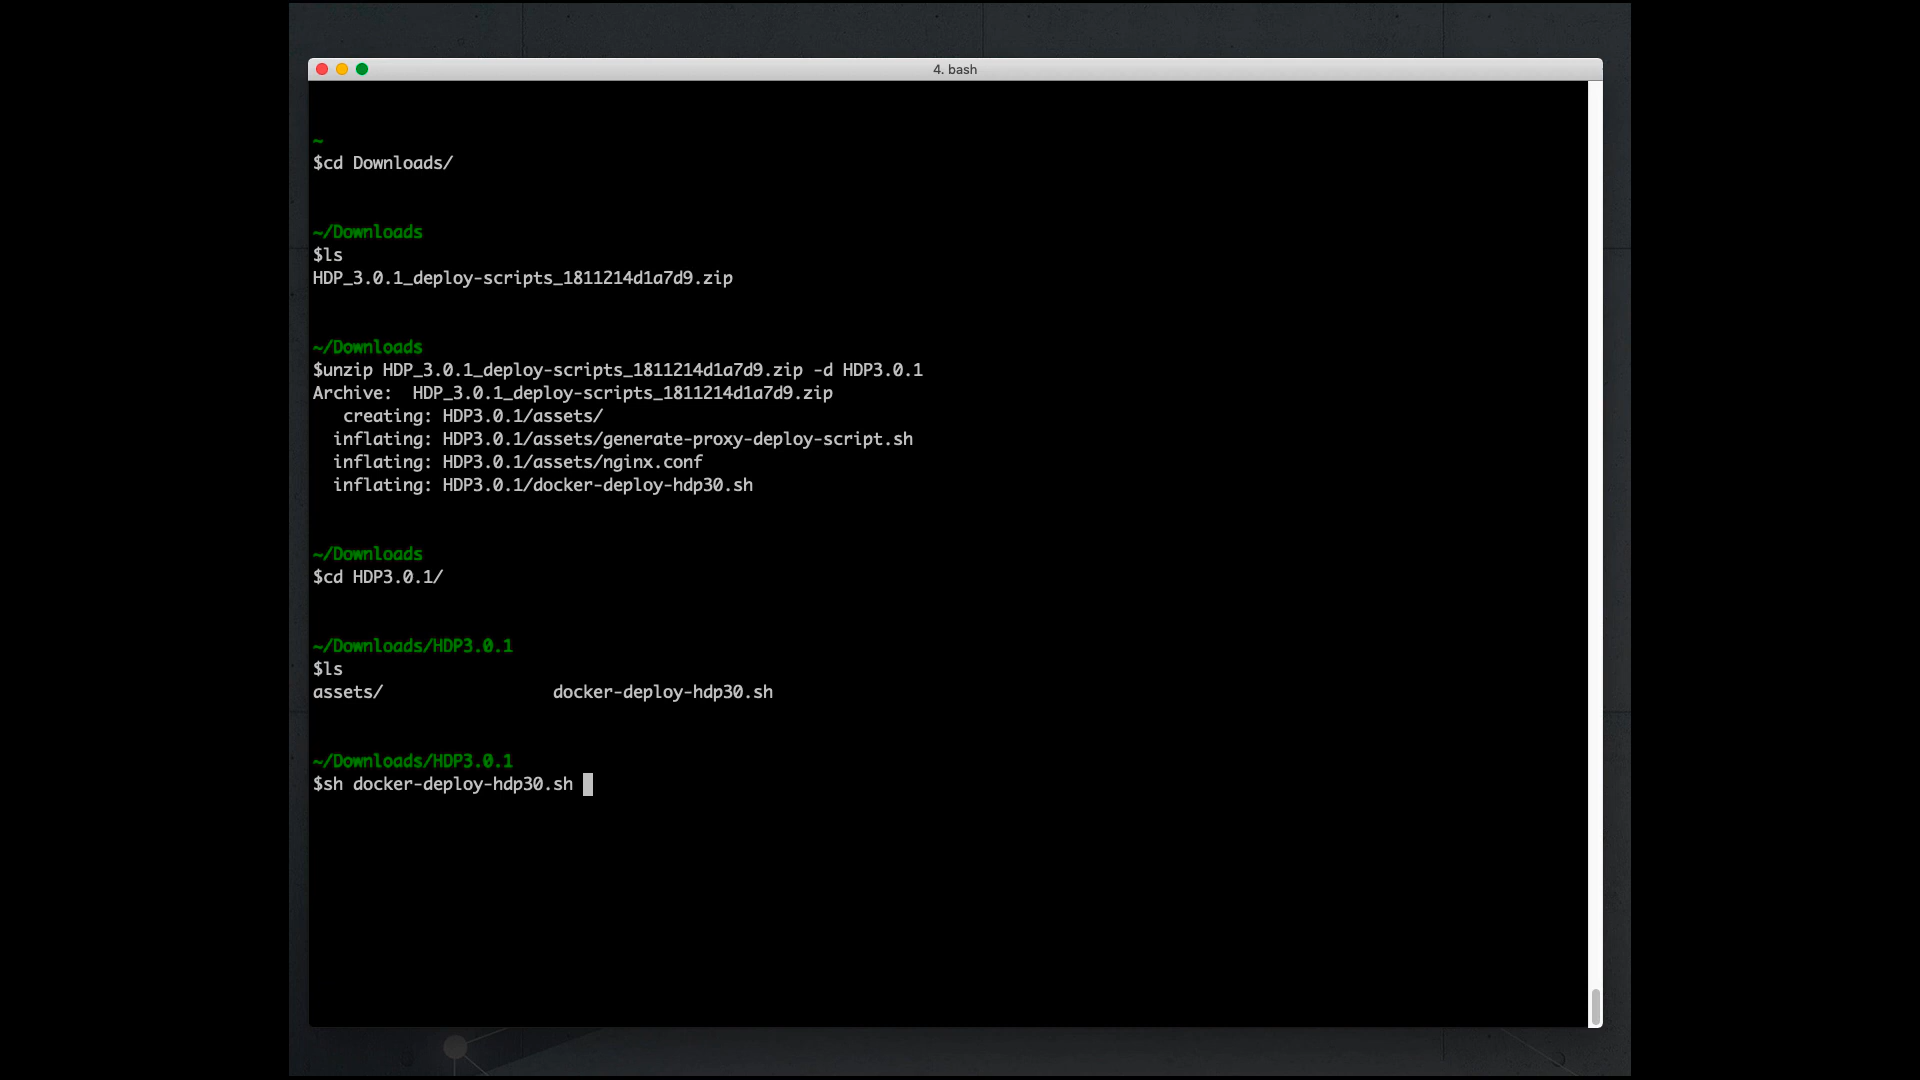 4. bash
~
$cd Downloads/
~/Downloads
$ls
HDP_3.0.1_deploy-scripts_1811214d1a7d9.zip
~/Downloads
$unzip HDP_3.0.1_deploy-scripts_1811214d1a7d9.zip -d HDP3.0.1
Archive:  HDP_3.0.1_deploy-scripts_1811214d1a7d9.zip
   creating: HDP3.0.1/assets/
  inflating: HDP3.0.1/assets/generate-proxy-deploy-script.sh
  inflating: HDP3.0.1/assets/nginx.conf
  inflating: HDP3.0.1/docker-deploy-hdp30.sh
~/Downloads
$cd HDP3.0.1/
~/Downloads/HDP3.0.1
$ls
assets/                 docker-deploy-hdp30.sh
~/Downloads/HDP3.0.1
$sh docker-deploy-hdp30.sh